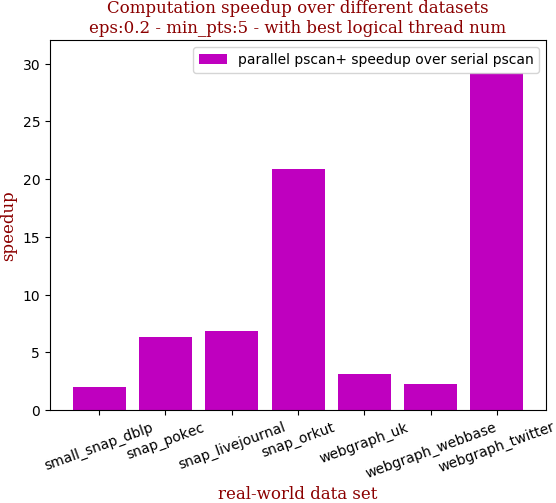 Computation speedup over different datasets
eps:0.2 - min_pts:5 - with best logical thread num
parallel pscan+ speedup over serial pscan
30
25
20
15
10
5
0
speedup
small_snap_dblp
snap_pokec
snap_livejournal
snap_orkut
webgraph_uk
webgraph_webbase
webgraph_twitter
real-world data set